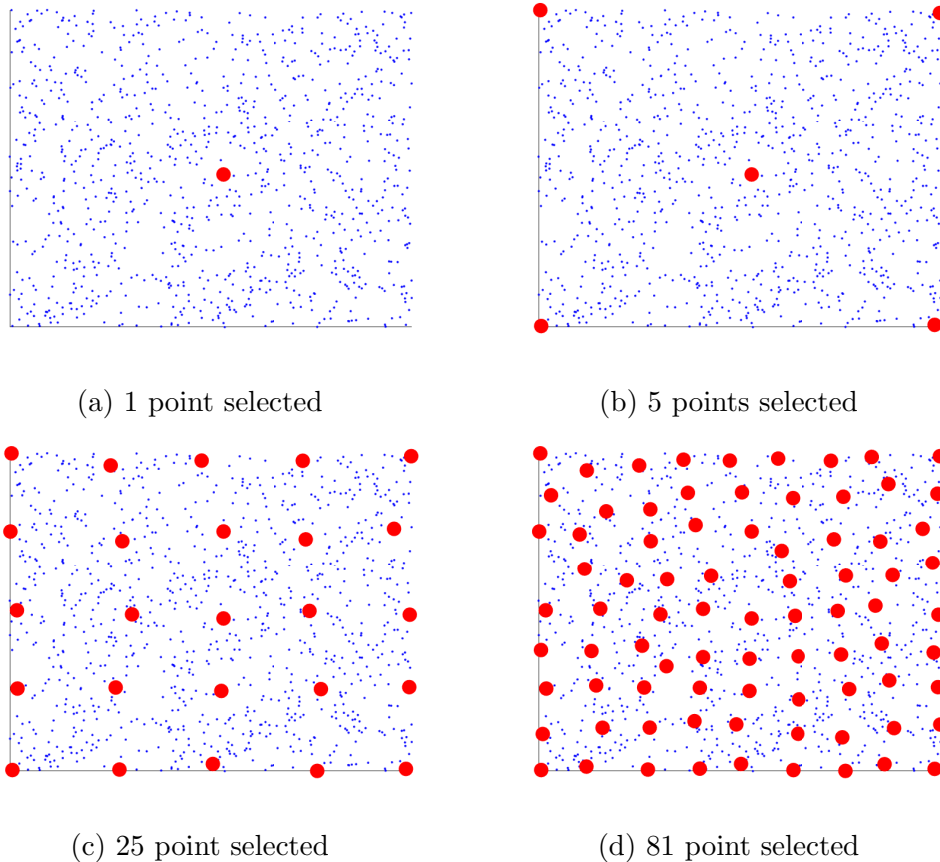 (a) 1 point selected
(b) 5 points selected
(c) 25 point selected
(d) 81 point selected